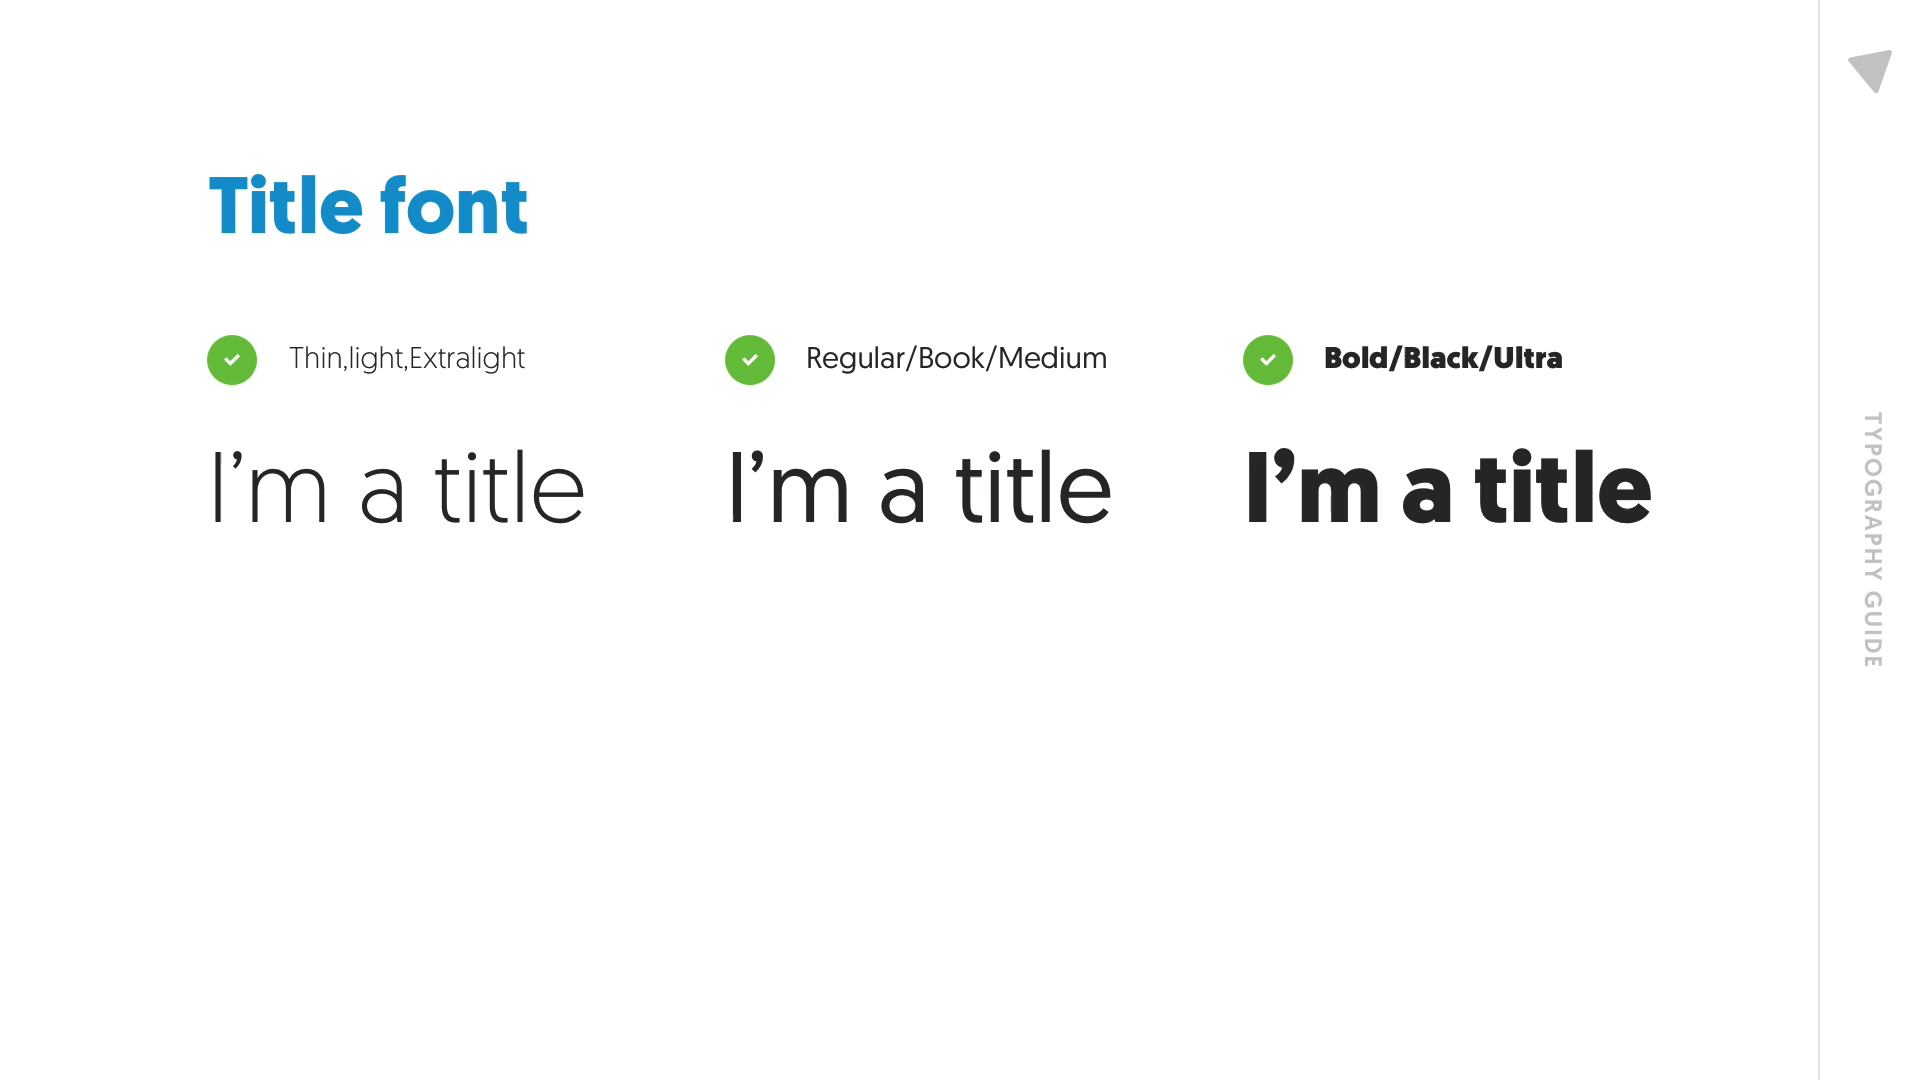 Title font
Thin,light,Extralight
Regular/Book/Medium
Bold/Black/Ultra
I’m a title
I’m a title
I’m a title
TYPOGRAPHY GUIDE